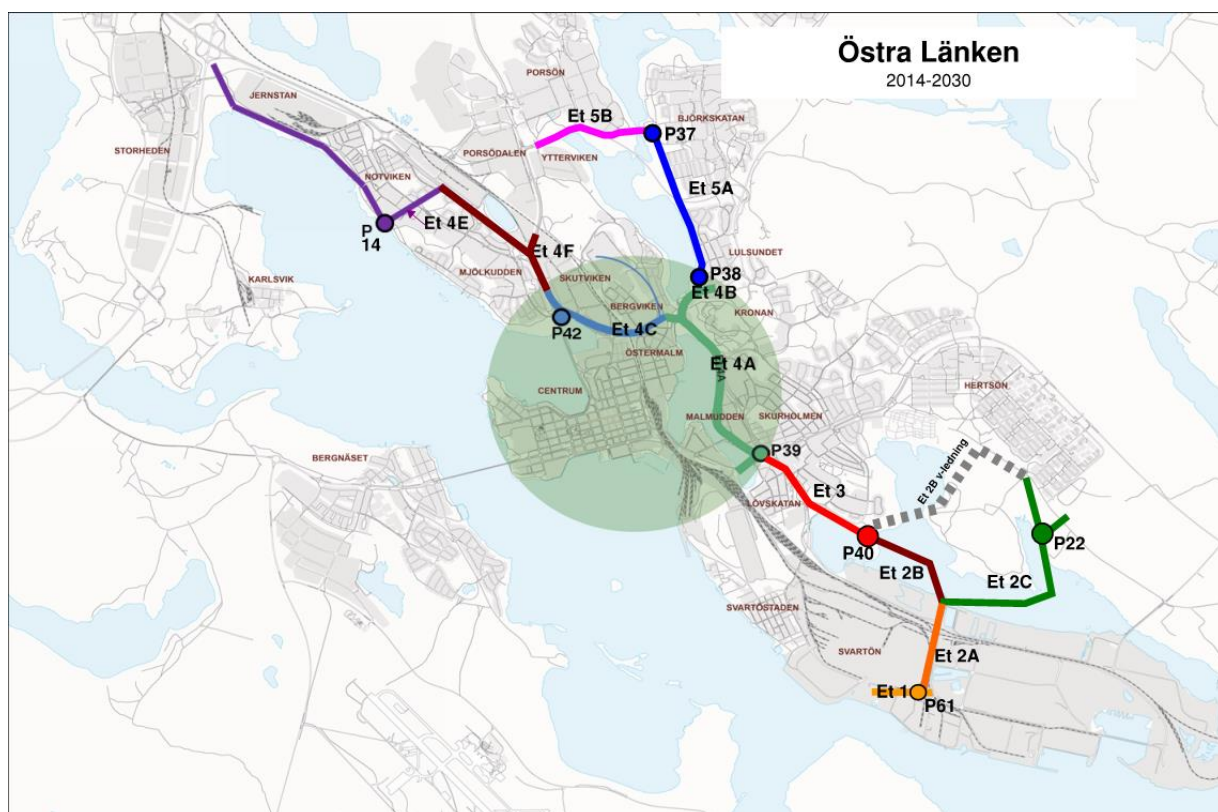 Östra Länken
2014-2030
PORSÖN
JERNSTAN
Et 5B
P37
BJÖRKSKATAN
STORHEDEN
PORSÖDALEN
YTTERVIKEN
NOTVIKEN
Et 5A
Et 4E
P
14
Et 4F
LULSUNDET
MJÖLKUDDEN
SKUTVIKEN
P38
KARLSVIK
Et 4B
BERGVIKEN
KRONAN
P42
Et 4C
ÖSTERMALM
Et 4A
CENTRUM
HERTSÖN
MALMUDDEN
SKURHOLMEN
P39
BERGNÄSET
Et 2B v-ledning
Et 3
LÖVSKATAN
P40
P22
Et 2B
Et 2C
SVARTÖSTADEN
SVARTÖN
Et 2A
Et 1
P61